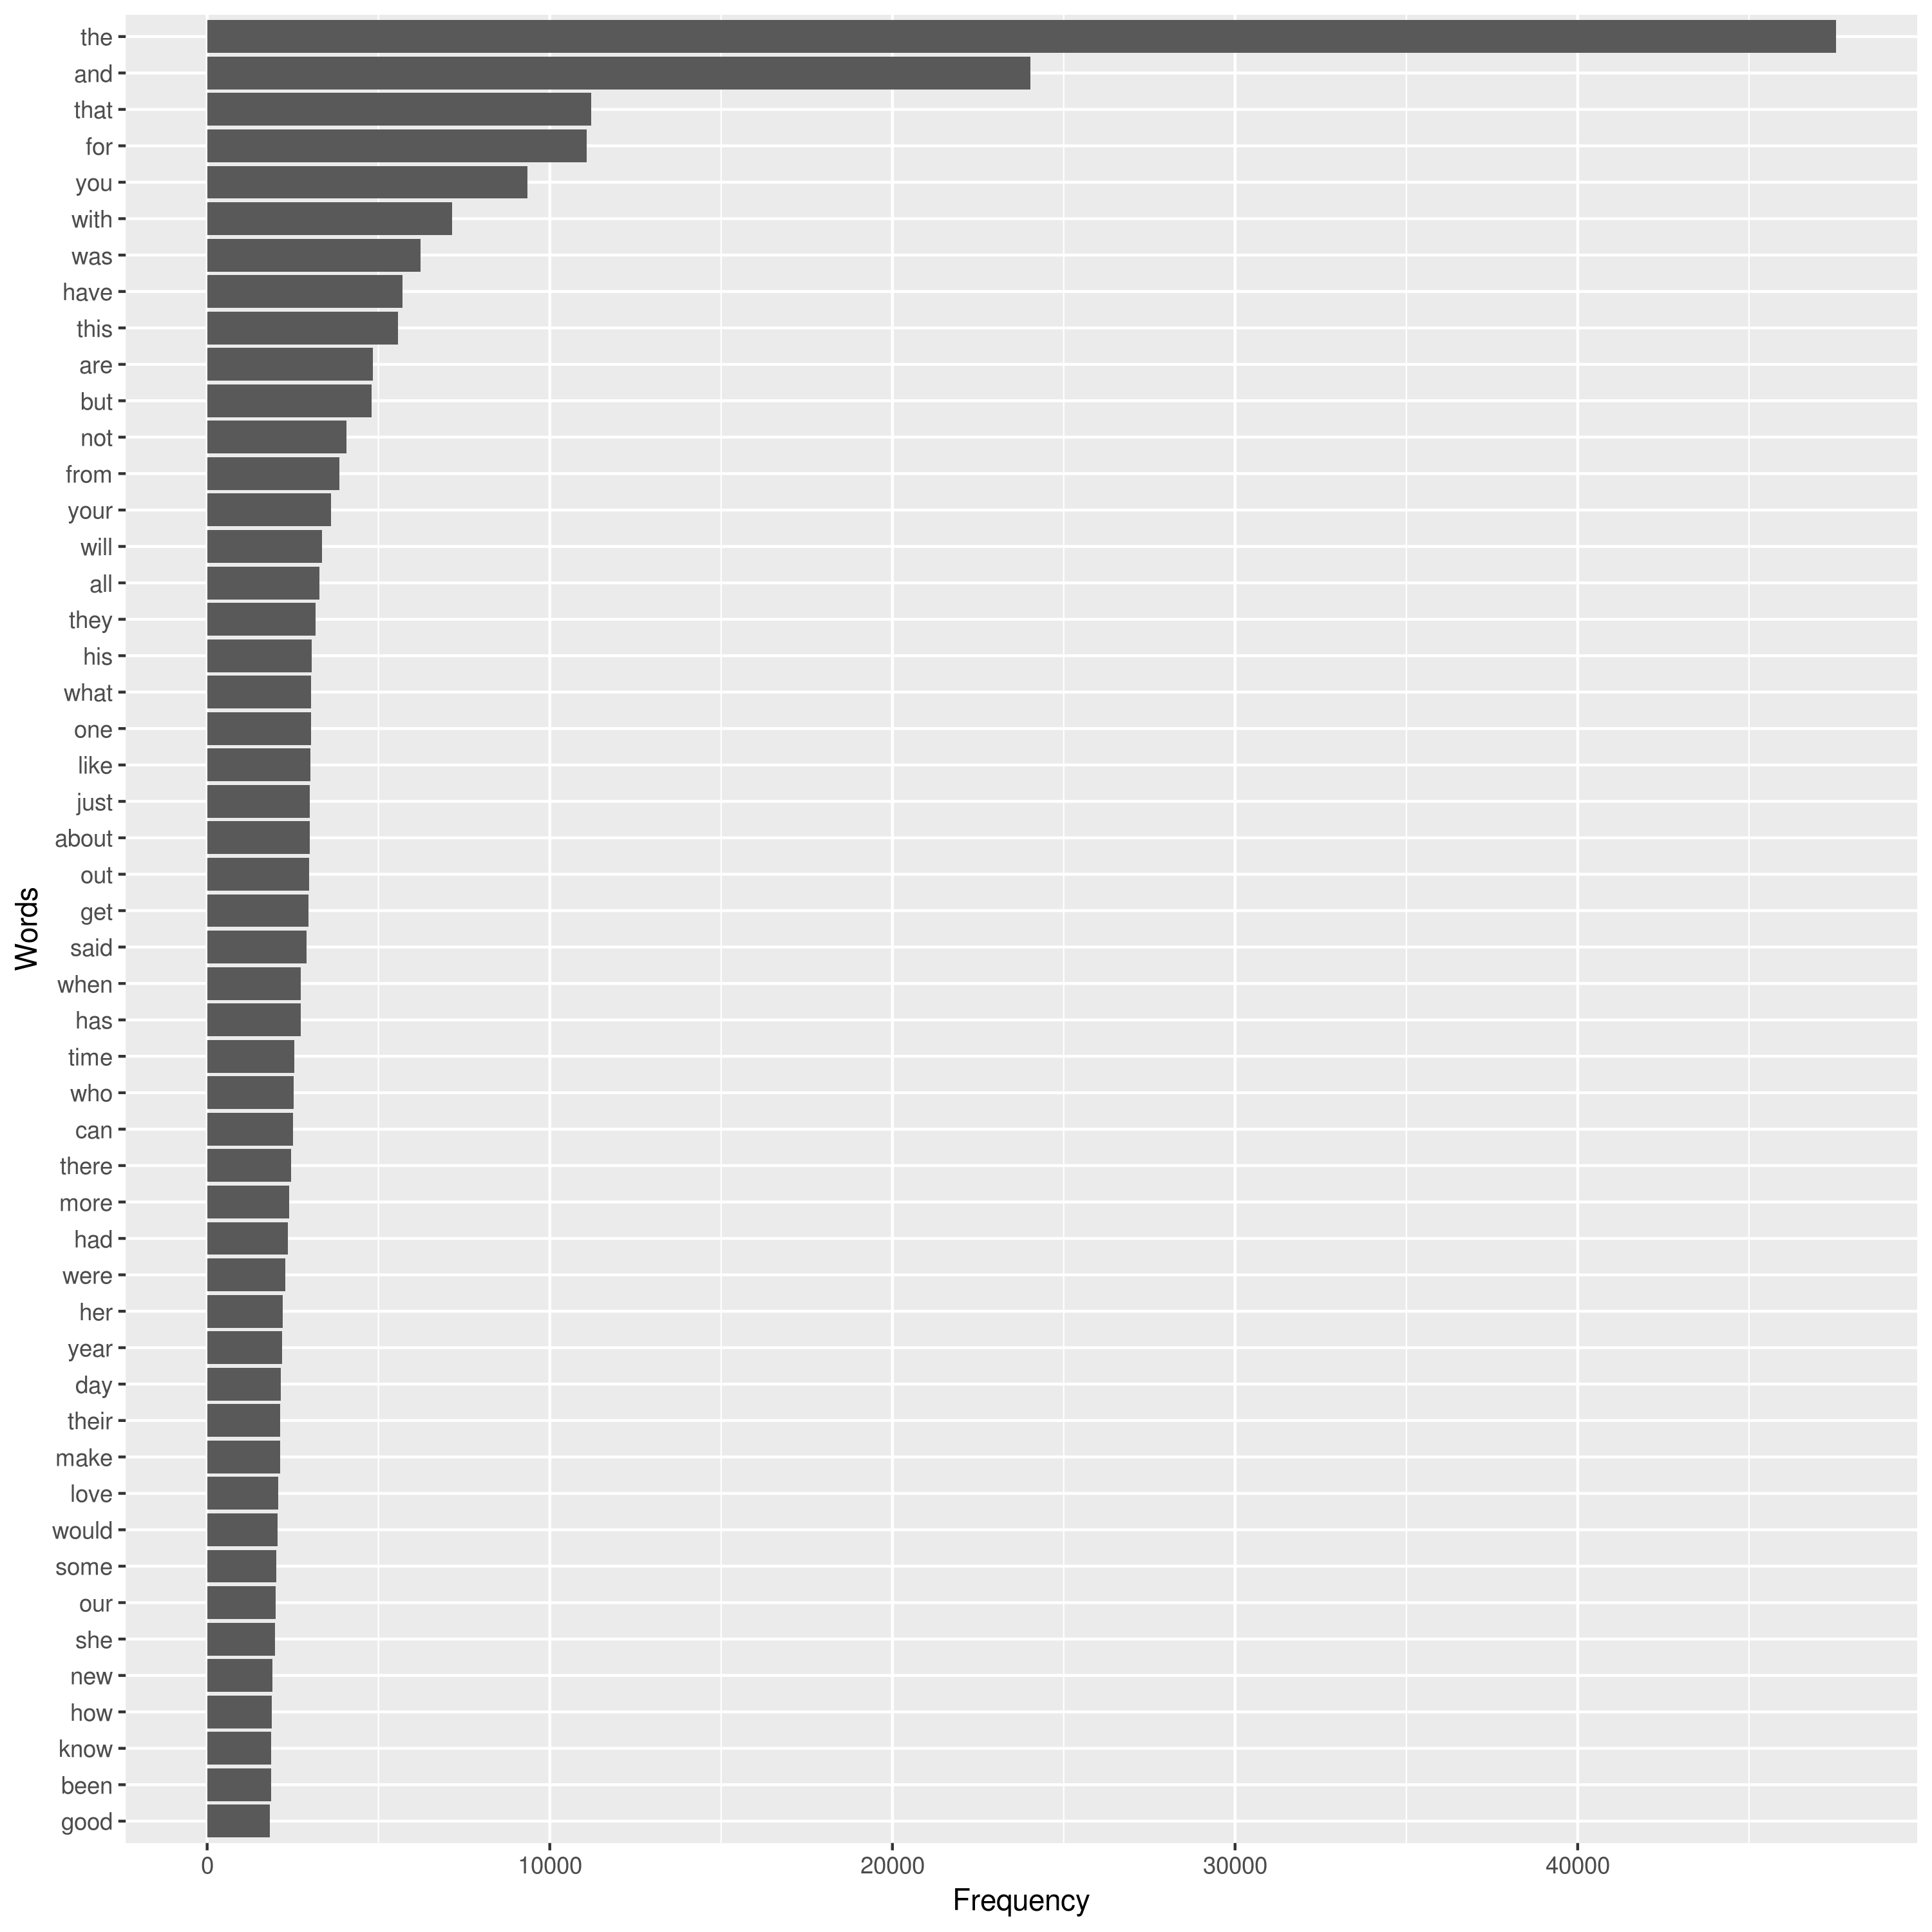 the
and
that
for
you
with
was
have
this
are
but
not
from
your
will
all
they
his
what
one
like
just
about
out
get
said
when
has
time
who
can
there
more
had
were
her
year
day
their
make
love
would
some
our
she
new
how
know
been
good
Words
0 10000 20000 30000 40000
Frequency